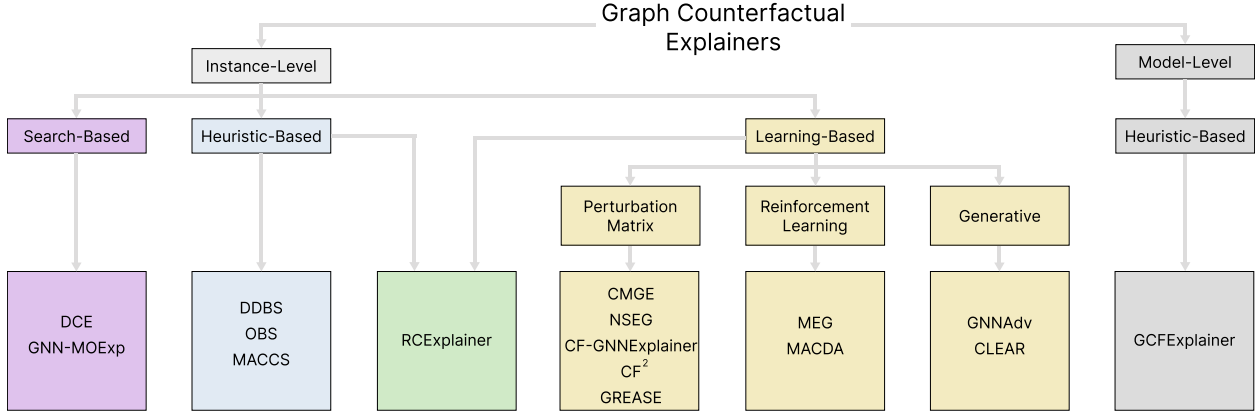 Graph Counterfactual
Explainers
Instance-Level
Model-Level
Search-Based
Heuristic-Based
Learning-Based
Heuristic-Based
Perturbation
Matrix
Reinforcement
Learning
Generative
DCE
GNN-MOExp
DDBS
OBS
MACCS
RCExplainer
CMGE
NSEG
CF-GNNExplainer
CF²
GREASE
MEG
MACDA
GNNAdv
CLEAR
GCFExplainer